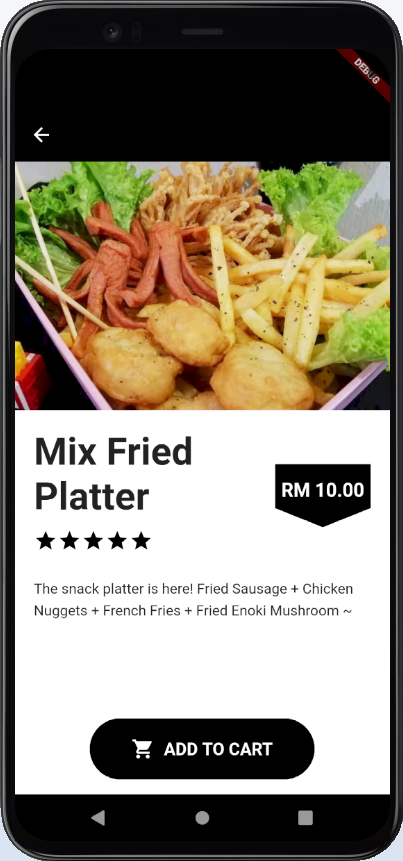 DEBUG
Mix Fried
Platter
RM 10.00
The snack platter is here! Fried Sausage + Chicken
Nuggets + French Fries + Fried Enoki Mushroom ~
ADD TO CART